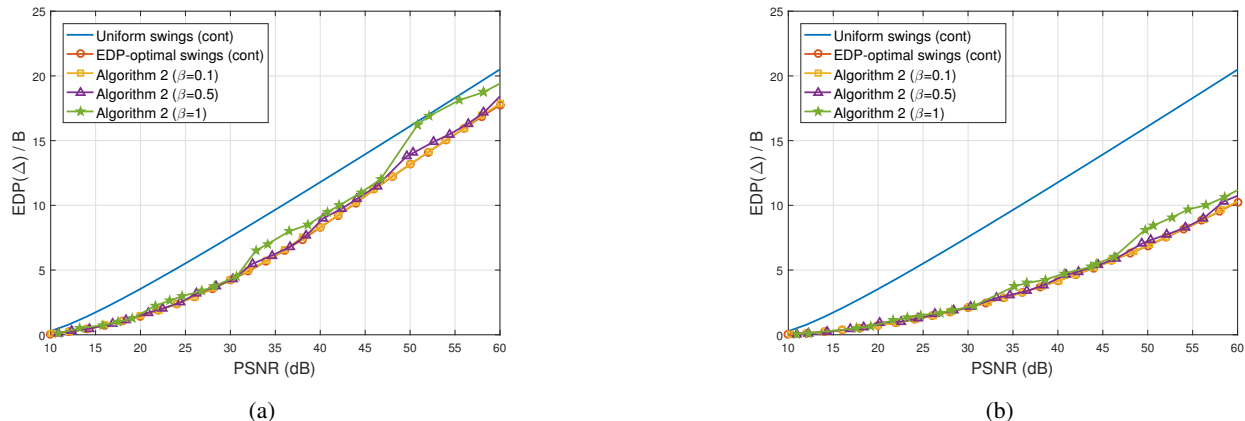 25
20
15
10
5
0
EDP(Δ) / B
Uniform swings (cont)
EDP-optimal swings (cont)
Algorithm 2 (β=0.1)
Algorithm 2 (β=0.5)
Algorithm 2 (β=1)
10 15 20 25 30 35 40 45 50 55 60
PSNR (dB)
(a)
25
20
15
10
5
0
EDP(Δ) / B
Uniform swings (cont)
EDP-optimal swings (cont)
Algorithm 2 (β=0.1)
Algorithm 2 (β=0.5)
Algorithm 2 (β=1)
10 15 20 25 30 35 40 45 50 55 60
PSNR (dB)
(b)